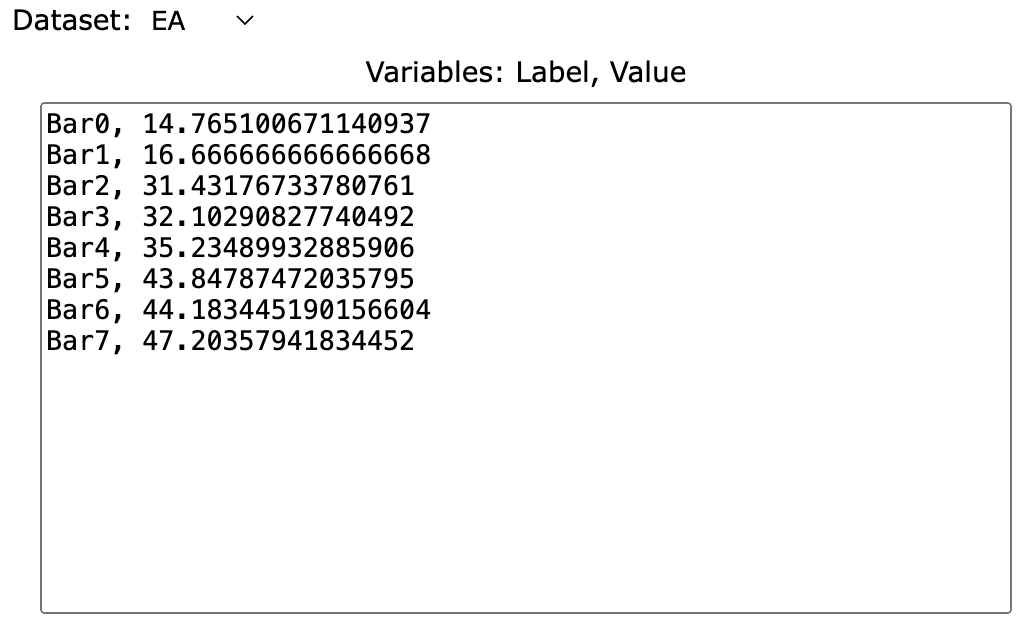 Dataset: EA
Variables: Label, Value
Bar0, 14.765100671140937
Bar1, 16.666666666666668
Bar2, 31.43176733780761
Bar3, 32.10290827740492
Bar4, 35.23489932885906
Bar5, 43.84787472035795
Bar6, 44.183445190156604
Bar7, 47.20357941834452